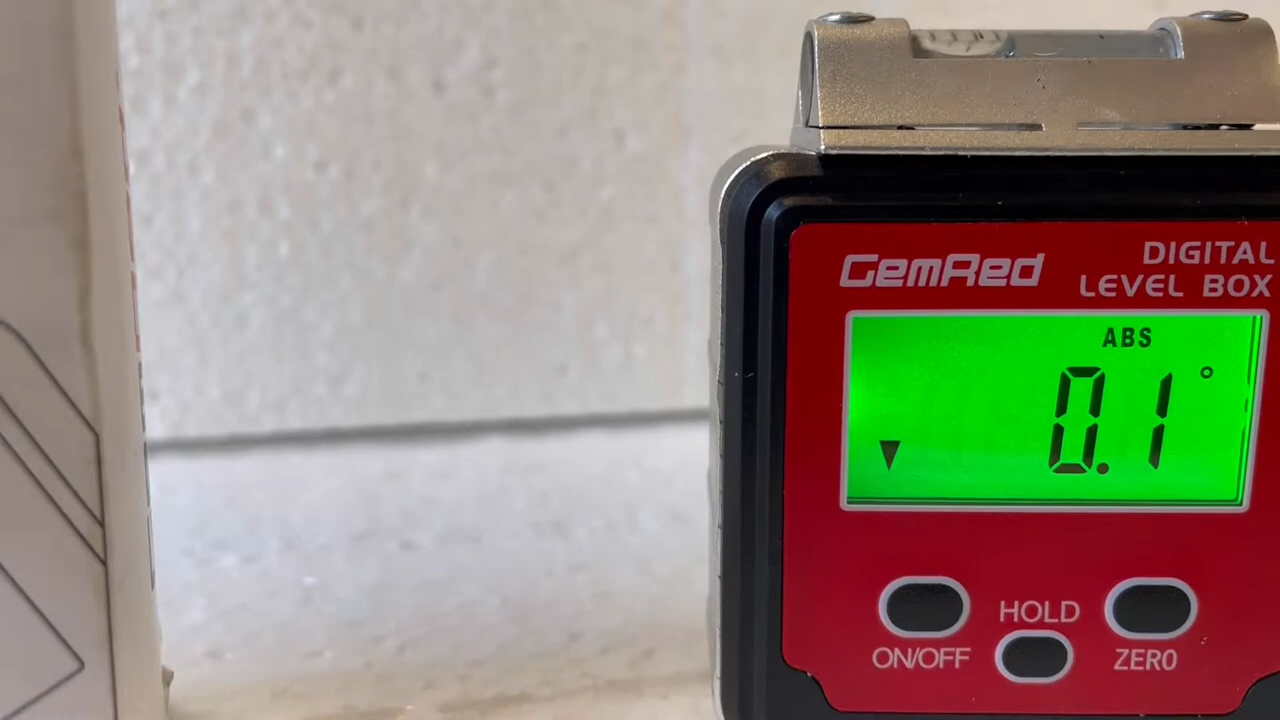 GemRed
DIGITAL
LEVEL BOX
ABS
0.1°
HOLD
ON/OFF
ZERO